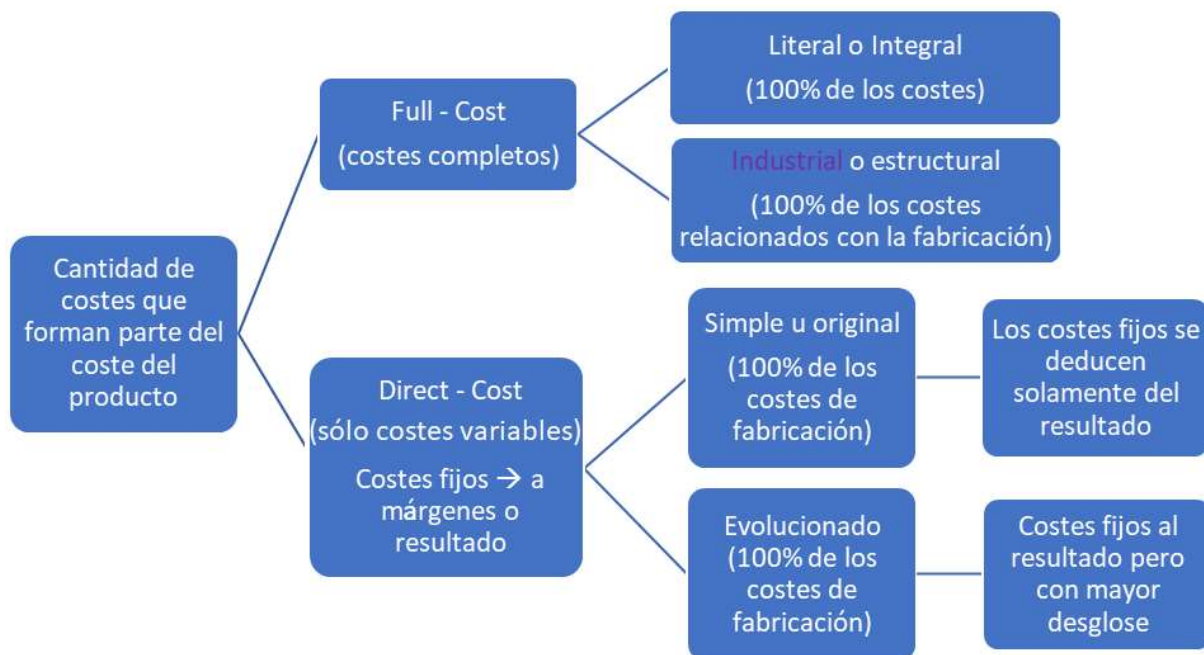 Cantidad de
costes que
forman parte del
coste del
producto
Full - Cost
(costes completos)
Literal o Integral
(100% de los costes)
Industrial o estructural
(100% de los costes
relacionados con la fabricación)
Direct - Cost
(sólo costes variables)
Costes fijos → a
márgenes o
resultado
Simple u original
(100% de los
costes de
fabricación)
Los costes fijos se
deducen
solamente del
resultado
Evolucionado
(100% de los
costes de
fabricación)
Costes fijos al
resultado pero
con mayor
desglose